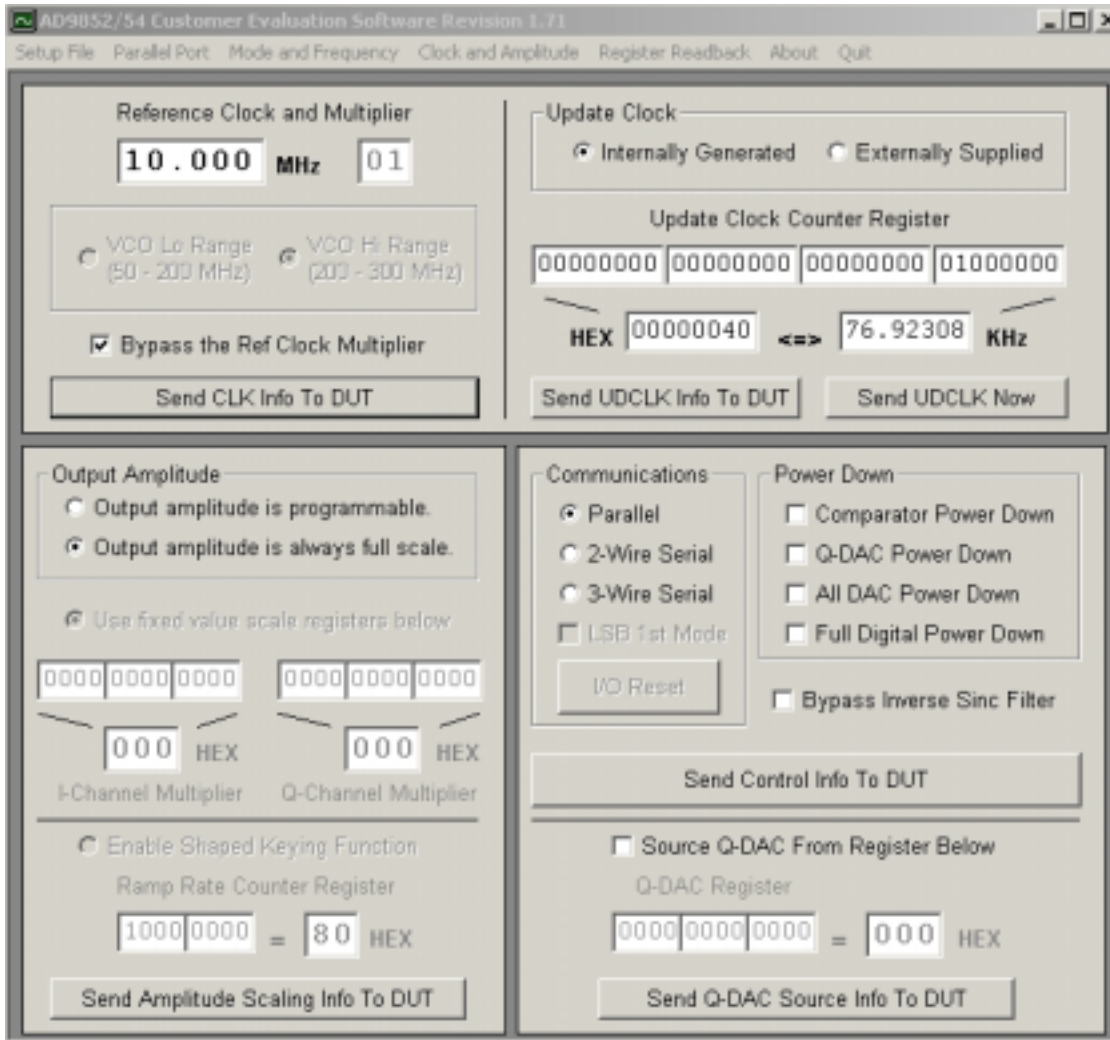 AD9852/54 Customer Evaluation Software Revision 1.71
Setup File Parallel Port Mode and Frequency Clock and Amplitude Register Readback About Quit
Reference Clock and Multiplier
10.000 MHz 01
VCO Lo Range
(50 - 200 MHz)
VCO Hi Range
(200 - 300 MHz)
Bypass the Ref Clock Multiplier
Send CLK Info To DUT
Update Clock
Internally Generated Externally Supplied
Update Clock Counter Register
00000000 00000000 00000000 01000000
HEX 00000040 <=> 76.92308 KHz
Send UDCLK Info To DUT Send UDCLK Now
Output Amplitude
Output amplitude is programmable.
Output amplitude is always full scale.
Use fixed value scale registers below
0000 0000 0000 0000 0000 0000
000 HEX 000 HEX
I-Channel Multiplier Q-Channel Multiplier
Enable Shaped Keying Function
Ramp Rate Counter Register
1000 0000 = 80 HEX
Send Amplitude Scaling Info To DUT
Communications
Parallel
2-Wire Serial
3-Wire Serial
LSB 1st Mode
I/O Reset
Power Down
Comparator Power Down
Q-DAC Power Down
All DAC Power Down
Full Digital Power Down
Bypass Inverse Sinc Filter
Send Control Info To DUT
Source Q-DAC From Register Below
Q-DAC Register
0000 0000 0000 = 000 HEX
Send Q-DAC Source Info To DUT